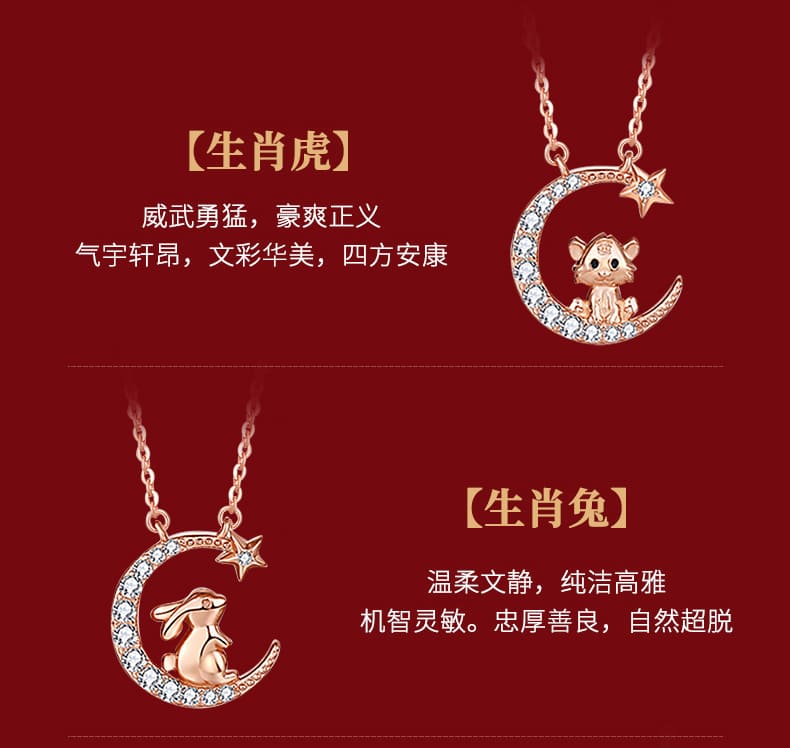 【生肖虎】
威武勇猛，豪爽正义
气宇轩昂，文彩华美，四方安康
【生肖兔】
温柔文静，纯洁高雅
机智灵敏。忠厚善良，自然超脱